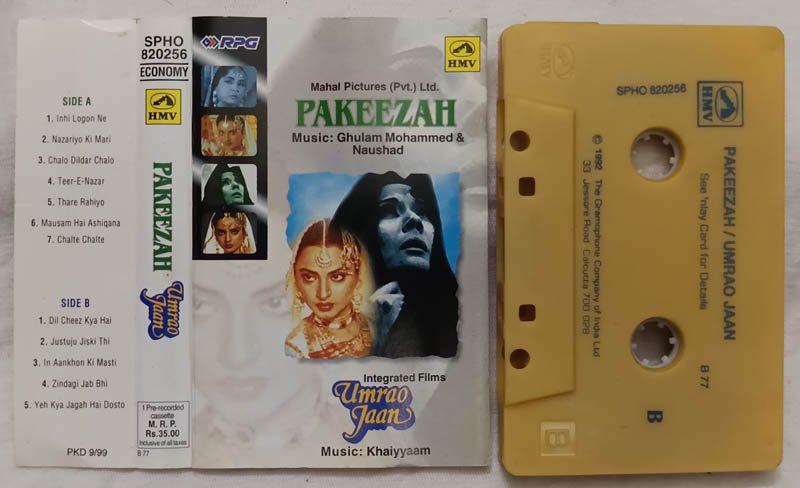 SIDE A
1. Inhi Logon Ne
2. Nazariyo Ki Mari
3. Chalo Dildar Chalo
4. Teer-E-Nazar
5. Thare Rahiyo
6. Mausam Hai Ashiqana
7. Chalte Chalte
SIDE B
1. Dil Cheez Kya Hai
2. Justuju Jiski Thi
3. In Aankhon Ki Masti
4. Zindagi Jab Bhi
5. Yeh Kya Jagah Hai Dosto
PKD 9/99
SPHO
820256
ECONOMY
HMV
PAKEEZAH
Umrao
Jaan
1 Pre-recorded
cassette
M. R. P.
Rs.35.00
Inclusive of all taxes
B 77
RPG
HMV
Mahal Pictures (Pvt.) Ltd.
PAKEEZAH
Music: Ghulam Mohammed &
Naushad
Integrated Films
Umrao
Jaan
Music: Khaiyyaam
HMV
SPHO 820256
HMV
PAKEEZAH / UMRAO JAAN
See 'nlay Card for Details
B 77
℗ 1992 The Gramophone Company of India Ltd
33 Jessore Road Calcutta 700 028
B
B